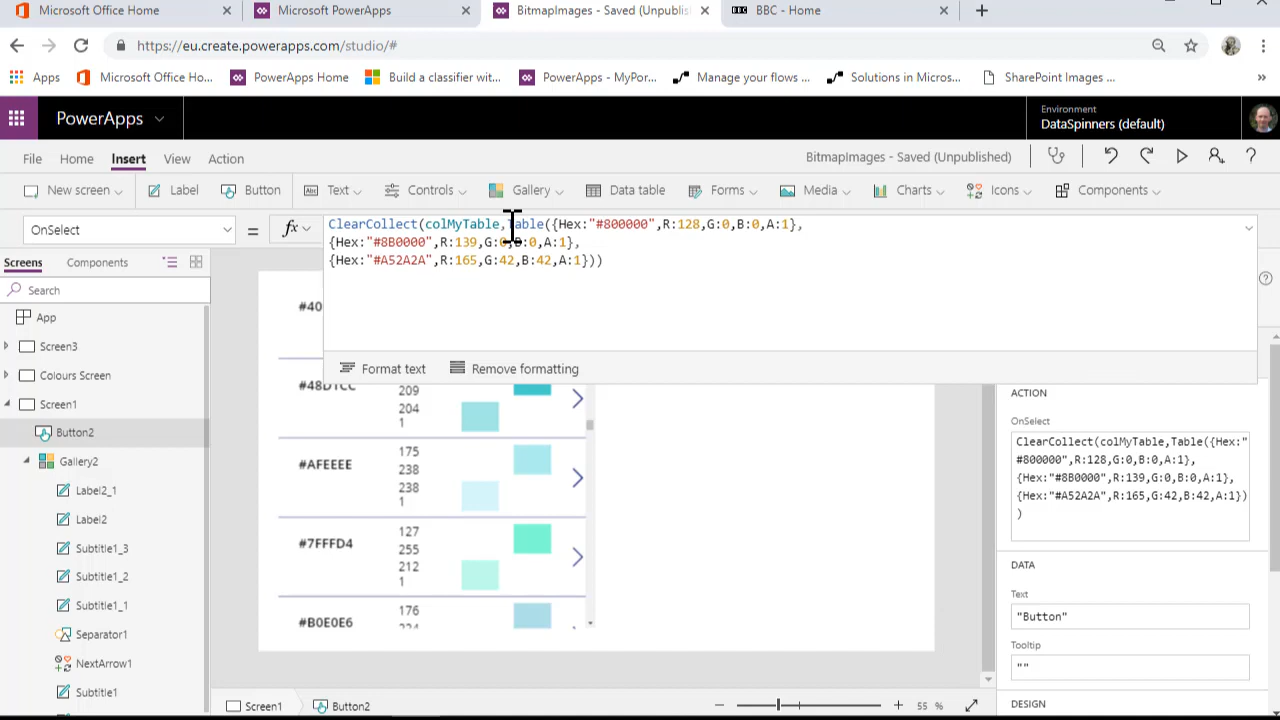 Microsoft Office Home
Microsoft PowerApps
BitmapImages - Saved (Unpublis
BBC - Home
https://eu.create.powerapps.com/studio/#
Apps
Microsoft Office Ho...
PowerApps Home
Build a classifier wit...
PowerApps - MyPor...
Manage your flows ...
Solutions in Micros...
SharePoint Images ...
PowerApps
Environment
DataSpinners (default)
File
Home
Insert
View
Action
BitmapImages - Saved (Unpublished)
New screen
Label
Button
Text
Controls
Gallery
Data table
Forms
Media
Charts
Icons
Components
OnSelect
=
fx
ClearCollect(colMyTable,Table({Hex:"#800000",R:128,G:0,B:0,A:1},
{Hex:"#8B0000",R:139,G:0,B:0,A:1},
{Hex:"#A52A2A",R:165,G:42,B:42,A:1}))
Format text
Remove formatting
Screens
Components
Search
App
Screen3
Colours Screen
Screen1
Button2
Gallery2
Label2_1
Label2
Subtitle1_3
Subtitle1_2
Subtitle1_1
Separator1
NextArrow1
Subtitle1
#40
#48D1CC
209
204
1
#AFEEEE
175
238
238
1
#7FFFD4
127
255
212
1
#B0E0E6
176
224
ACTION
OnSelect
ClearCollect(colMyTable,Table({Hex:"
#800000",R:128,G:0,B:0,A:1},
{Hex:"#8B0000",R:139,G:0,B:0,A:1},
{Hex:"#A52A2A",R:165,G:42,B:42,A:1})
)
DATA
Text
"Button"
Tooltip
""
DESIGN
Screen1
Button2
55 %